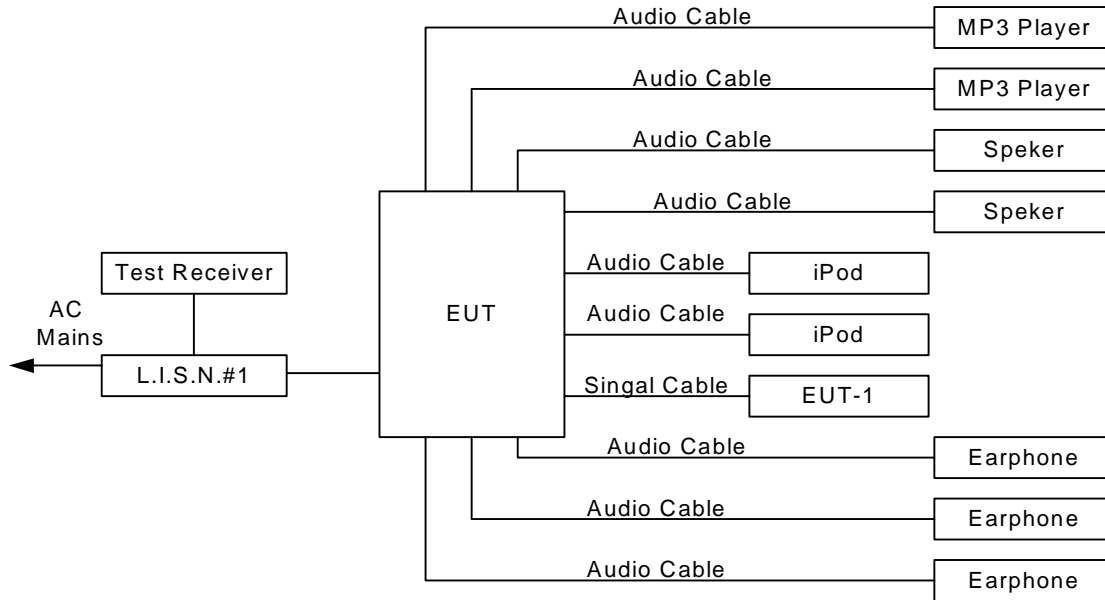 Audio Cable
MP3 Player
Audio Cable
MP3 Player
Audio Cable
Speker
Audio Cable
Speker
Test Receiver
Audio Cable
iPod
AC
Mains
EUT
Audio Cable
iPod
L.I.S.N.#1
Singal Cable
EUT-1
Audio Cable
Earphone
Audio Cable
Earphone
Audio Cable
Earphone